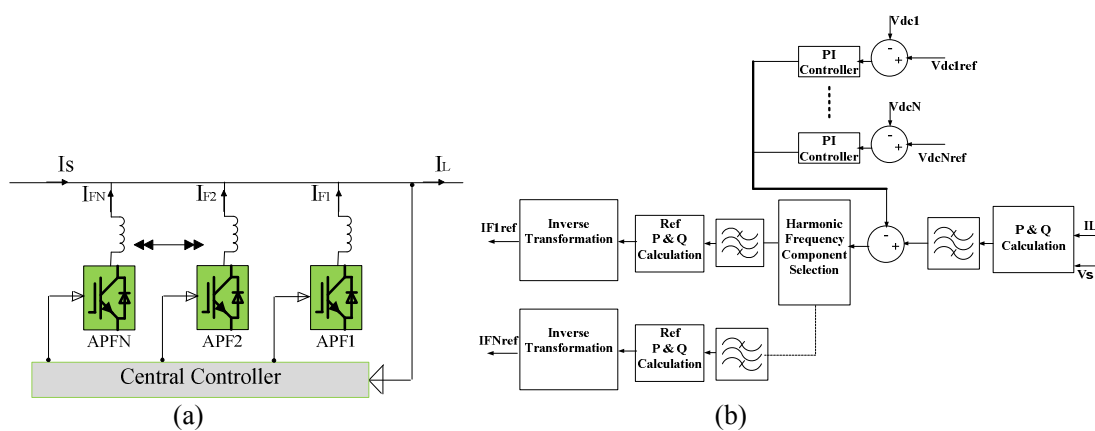 Is
IL
IFN
IF2
IF1
APFN
APF2
APF1
Central Controller
(a)
Vdc1
PI
Controller
-
+
Vdc1ref
VdcN
PI
Controller
-
+
VdcNref
IF1ref
Inverse
Transformation
Ref
P & Q
Calculation
Harmonic
Frequency
Component
Selection
-
+
P & Q
Calculation
IL
Vs
IFNref
Inverse
Transformation
Ref
P & Q
Calculation
(b)